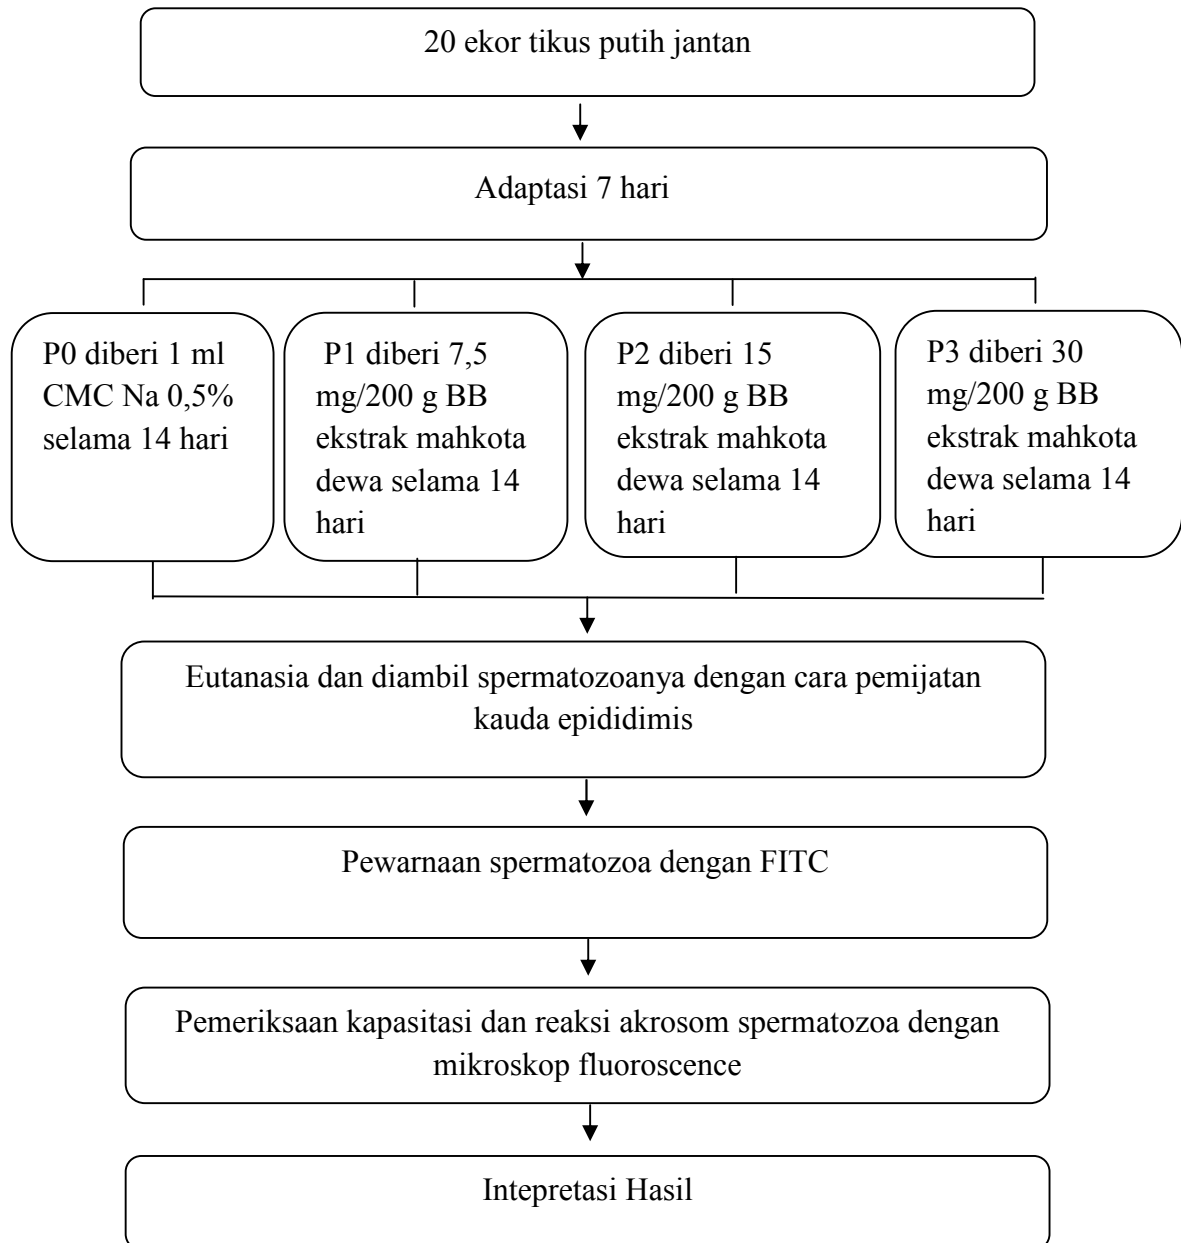 20 ekor tikus putih jantan
Adaptasi 7 hari
P0 diberi 1 ml
CMC Na 0,5%
selama 14 hari
P1 diberi 7,5
mg/200 g BB
ekstrak mahkota
dewa selama 14
hari
P2 diberi 15
mg/200 g BB
ekstrak mahkota
dewa selama 14
hari
P3 diberi 30
mg/200 g BB
ekstrak mahkota
dewa selama 14
hari
Eutanasia dan diambil spermatozoanya dengan cara pemijatan
kauda epididimis
Pewarnaan spermatozoa dengan FITC
Pemeriksaan kapasitasi dan reaksi akrosom spermatozoa dengan
mikroskop fluoroscence
Intepretasi Hasil